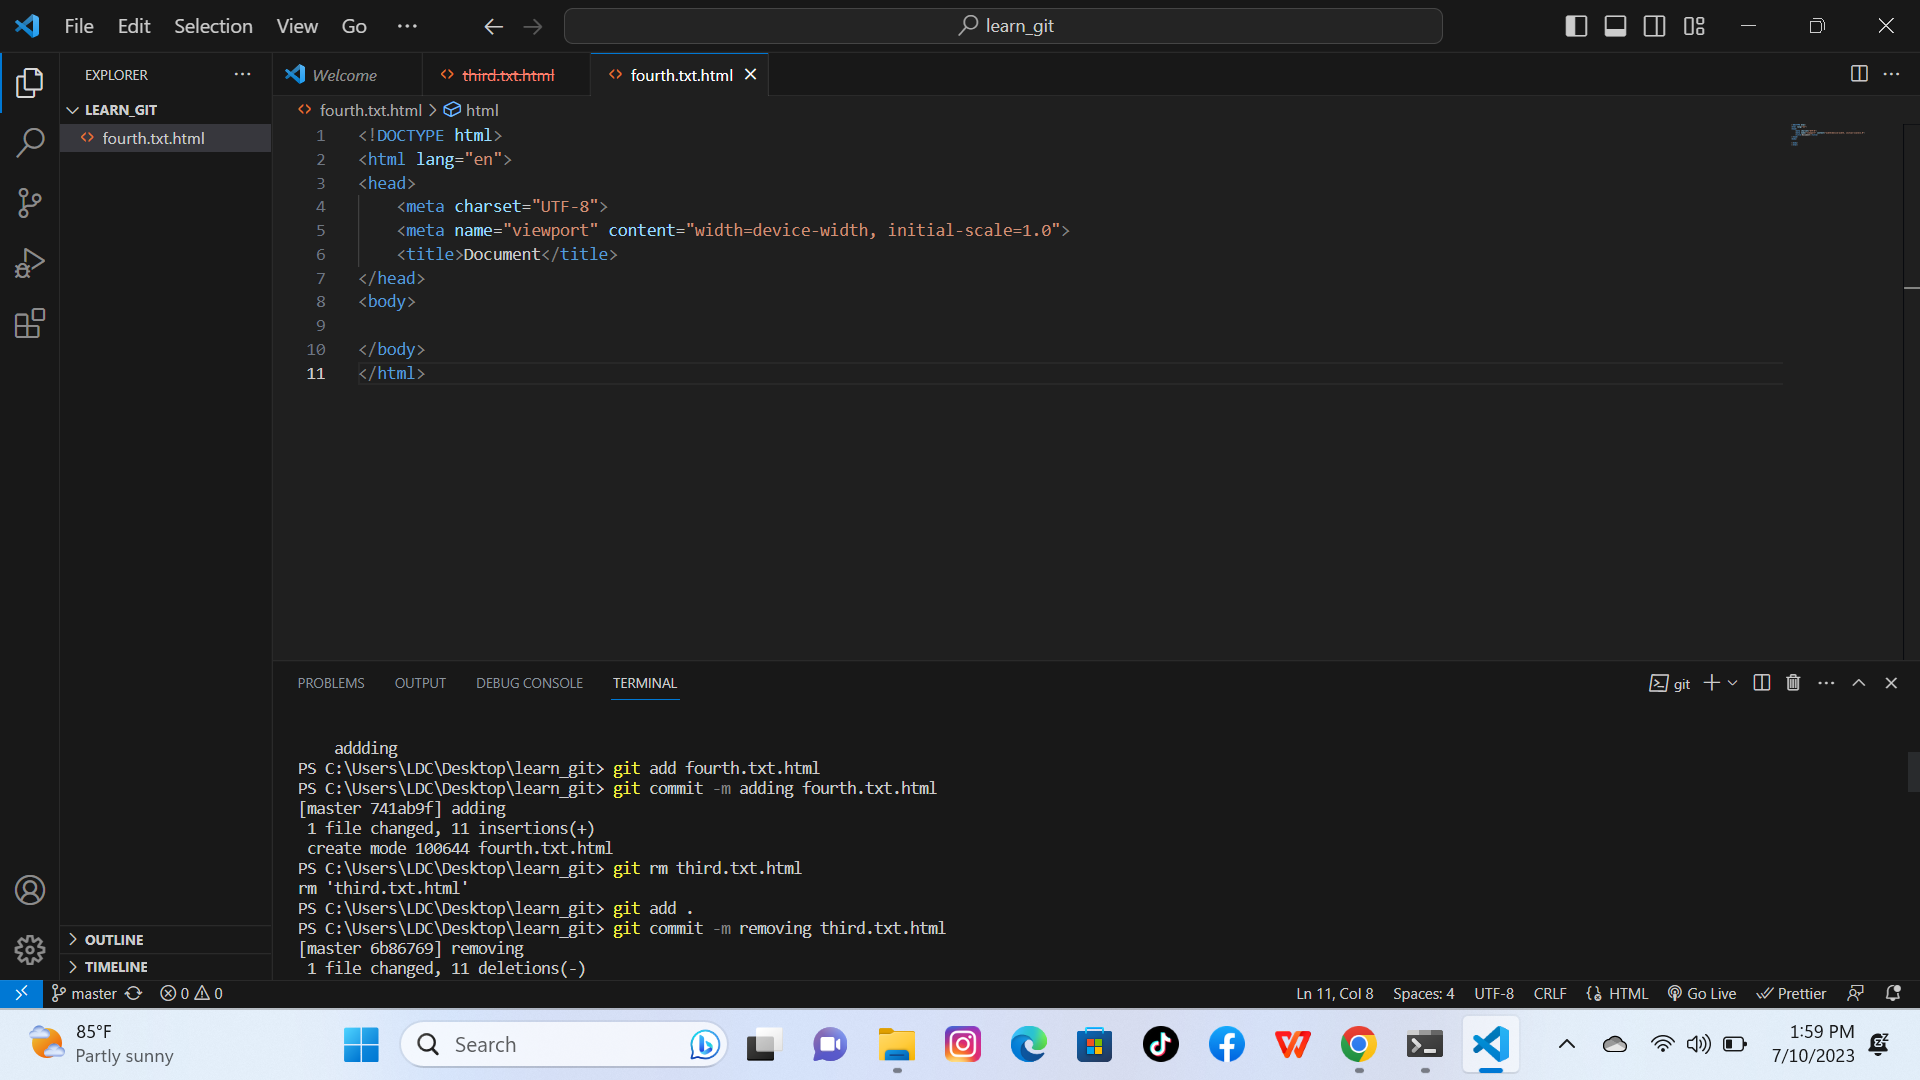 File Edit Selection View Go ··· learn_git
EXPLORER ···
LEARN_GIT
fourth.txt.html
Welcome third.txt.html fourth.txt.html
fourth.txt.html > html
1 <!DOCTYPE html>
2 <html lang="en">
3 <head>
4 <meta charset="UTF-8">
5 <meta name="viewport" content="width=device-width, initial-scale=1.0">
6 <title>Document</title>
7 </head>
8 <body>
9
10 </body>
11 </html>
PROBLEMS OUTPUT DEBUG CONSOLE TERMINAL git
addding
PS C:\Users\LDC\Desktop\learn_git> git add fourth.txt.html
PS C:\Users\LDC\Desktop\learn_git> git commit -m adding fourth.txt.html
[master 741ab9f] adding
1 file changed, 11 insertions(+)
create mode 100644 fourth.txt.html
PS C:\Users\LDC\Desktop\learn_git> git rm third.txt.html
rm 'third.txt.html'
PS C:\Users\LDC\Desktop\learn_git> git add .
PS C:\Users\LDC\Desktop\learn_git> git commit -m removing third.txt.html
[master 6b86769] removing
1 file changed, 11 deletions(-)
OUTLINE
TIMELINE
master 0 0 Ln 11, Col 8 Spaces: 4 UTF-8 CRLF HTML Go Live Prettier
85°F
Partly sunny
Search
1:59 PM
7/10/2023